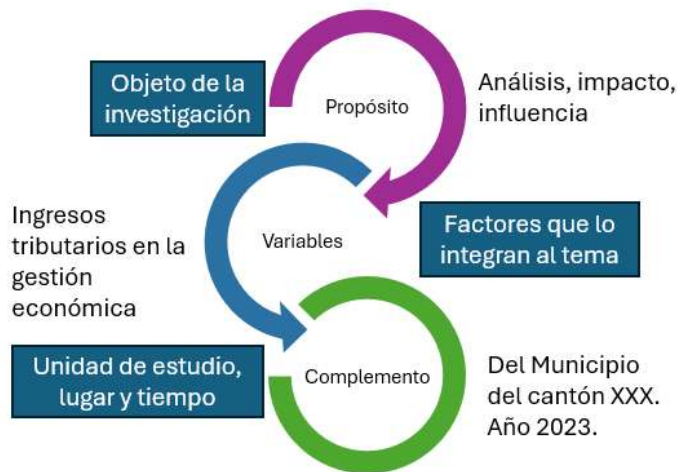 Objeto de la
investigación
Propósito
Análisis, impacto,
influencia
Ingresos
tributarios en la
gestión
económica
Variables
Factores que lo
integran al tema
Unidad de estudio,
lugar y tiempo
Complemento
Del Municipio
del cantón XXX.
Año 2023.